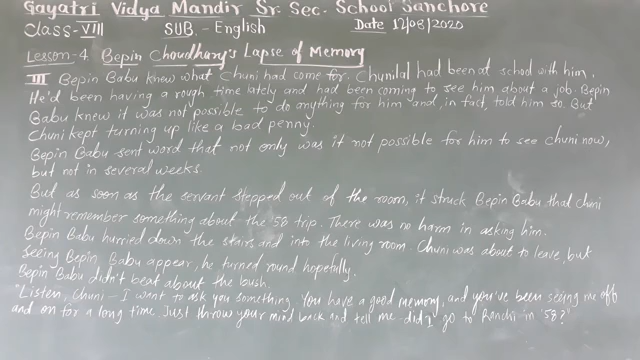 Gayatri Vidya Mandir Sr. Sec. School Sanchore
Class-VIII SUB. - English Date 12/08/2020
Lesson-4 Bepin Choudhary's Lapse of Memory
III Bepin Babu knew what Chuni had come for. Chunilal had been at school with him.
He'd been having a rough time lately and had been coming to see him about a job. Bepin
Babu knew it was not possible to do anything for him and, in fact, told him so. But
Chuni kept turning up like a bad penny.
Bepin Babu sent word that not only was it not possible for him to see Chuni now,
but not in several weeks.
But as soon as the servant stepped out of the room, it struck Bepin Babu that Chuni
might remember something about the '58 trip. There was no harm in asking him.
Bepin Babu hurried down the stairs and into the living room. Chuni was about to leave, but
seeing Bepin Babu appear, he turned round hopefully.
Bepin Babu didn't beat about the bush.
"Listen, Chuni - I want to ask you something. You have a good memory, and you've been seeing me off
and on for a long time. Just throw your mind back and tell me - did I go to Ranchi in '58?"